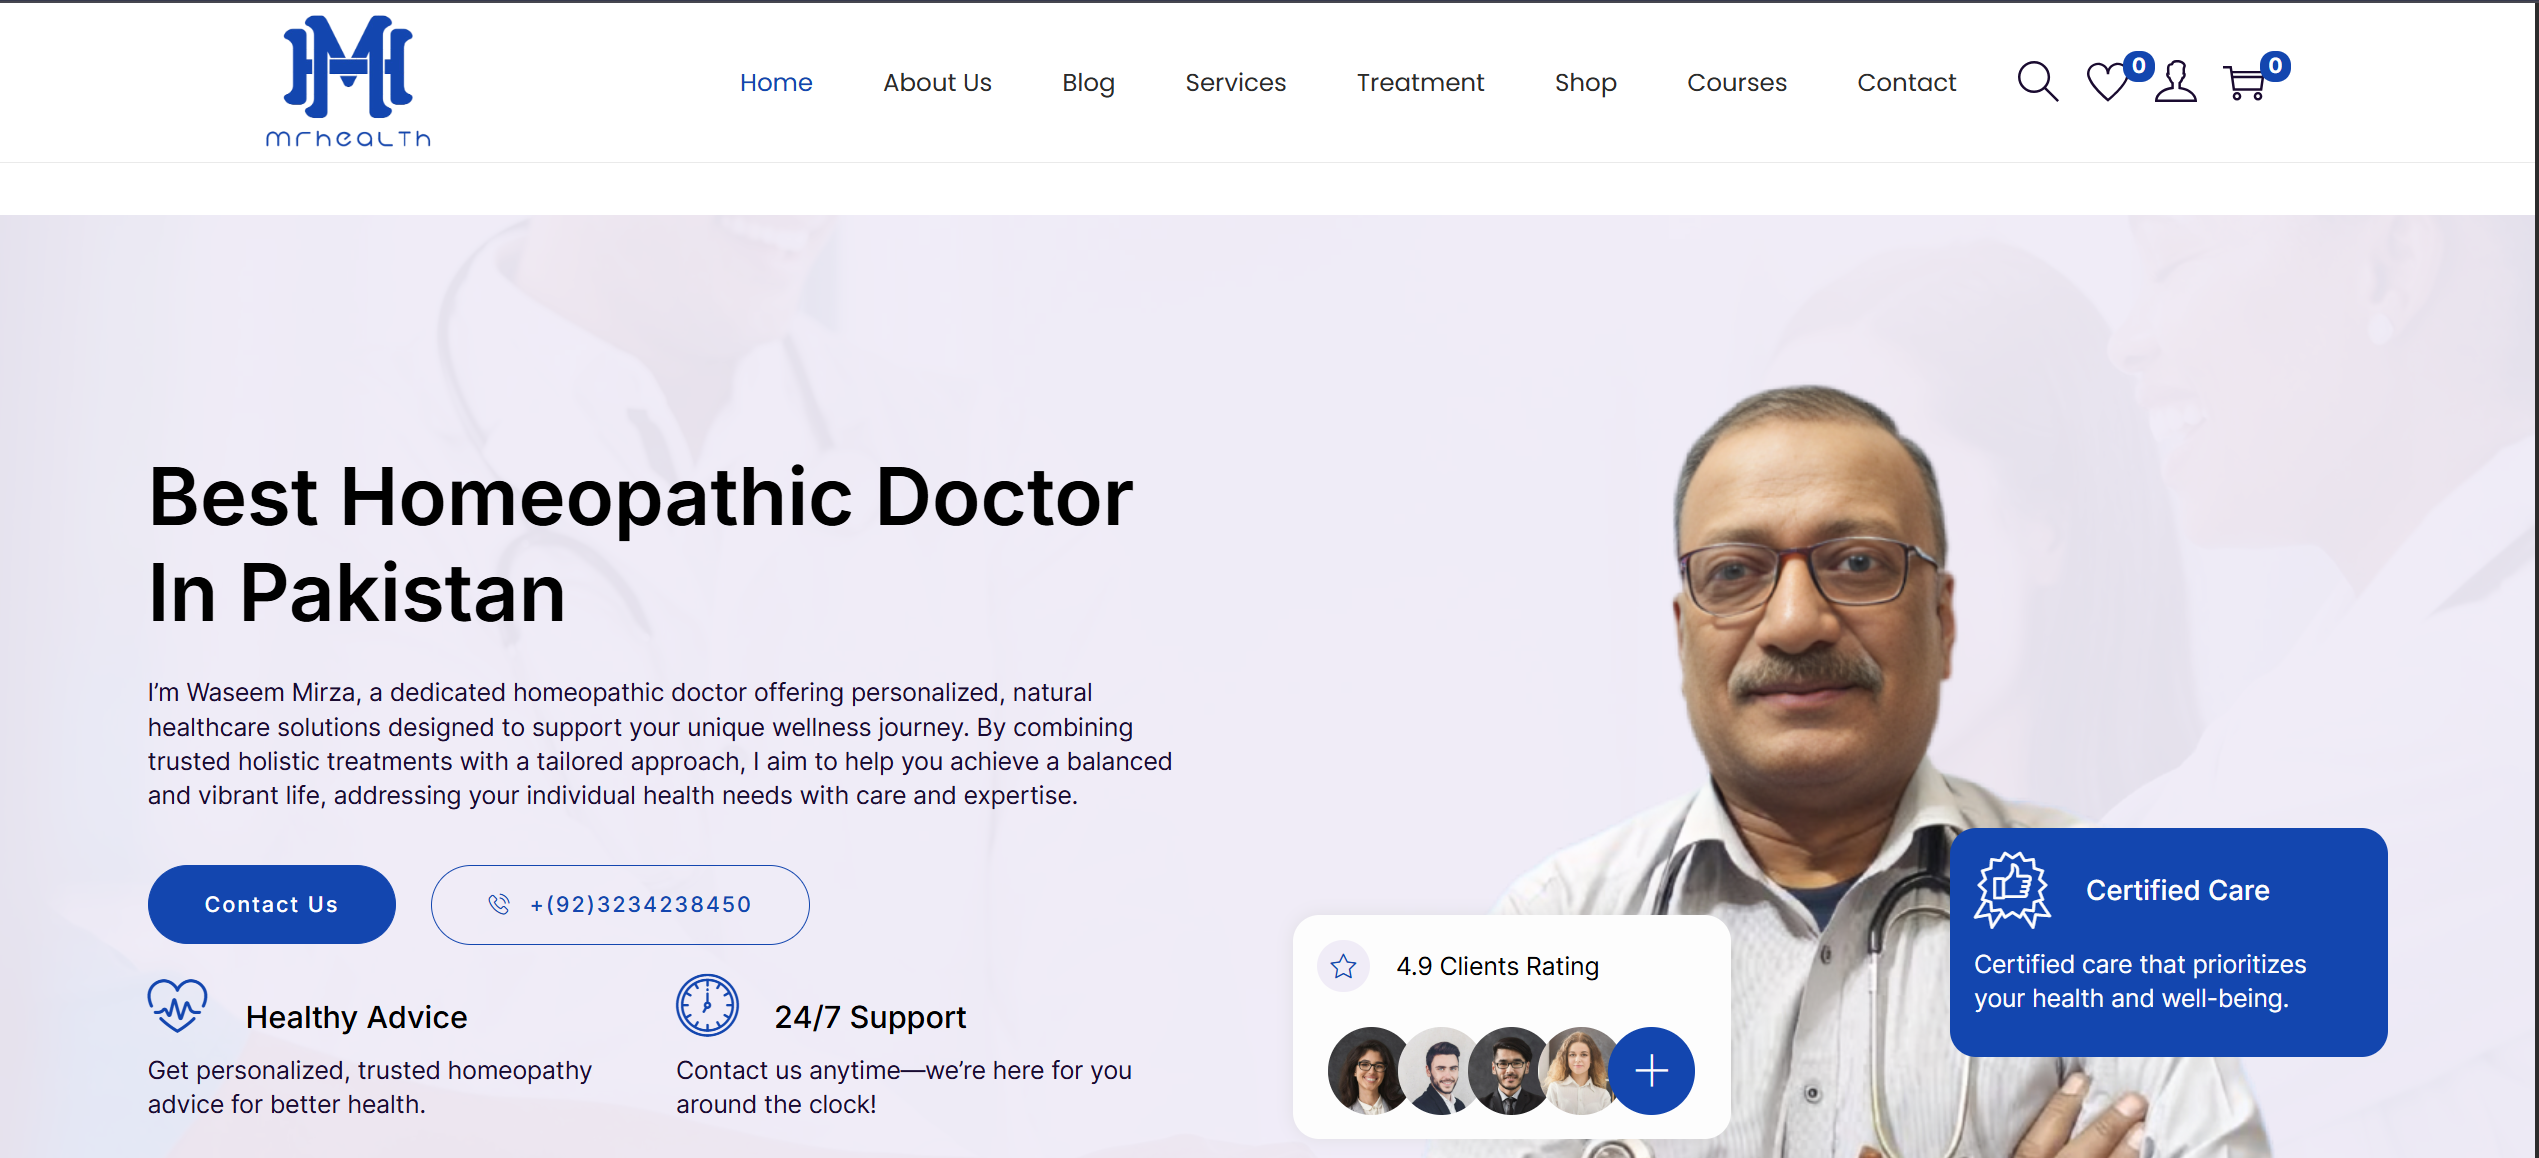 mrhealth
Home
About Us
Blog
Services
Treatment
Shop
Courses
Contact
0
0
Best Homeopathic Doctor
In Pakistan
I’m Waseem Mirza, a dedicated homeopathic doctor offering personalized, natural
healthcare solutions designed to support your unique wellness journey. By combining
trusted holistic treatments with a tailored approach, I aim to help you achieve a balanced
and vibrant life, addressing your individual health needs with care and expertise.
Contact Us
+(92)3234238450
Healthy Advice
Get personalized, trusted homeopathy
advice for better health.
24/7 Support
Contact us anytime—we’re here for you
around the clock!
4.9 Clients Rating
Certified Care
Certified care that prioritizes
your health and well-being.